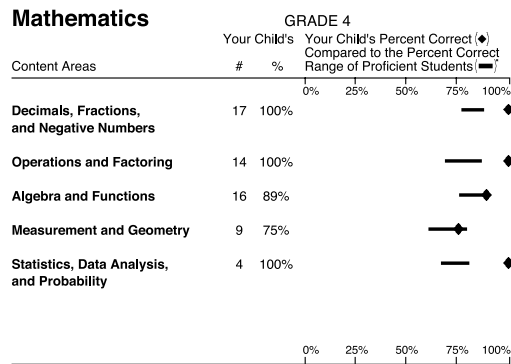 Mathematics
GRADE 4
Your Child's
Your Child's Percent Correct (◆)
Compared to the Percent Correct
Content Areas # % Range of Proficient Students (▬)*
0% 25% 50% 75% 100%
Decimals, Fractions, 17 100%
and Negative Numbers
Operations and Factoring 14 100%
Algebra and Functions 16 89%
Measurement and Geometry 9 75%
Statistics, Data Analysis, 4 100%
and Probability
0% 25% 50% 75% 100%